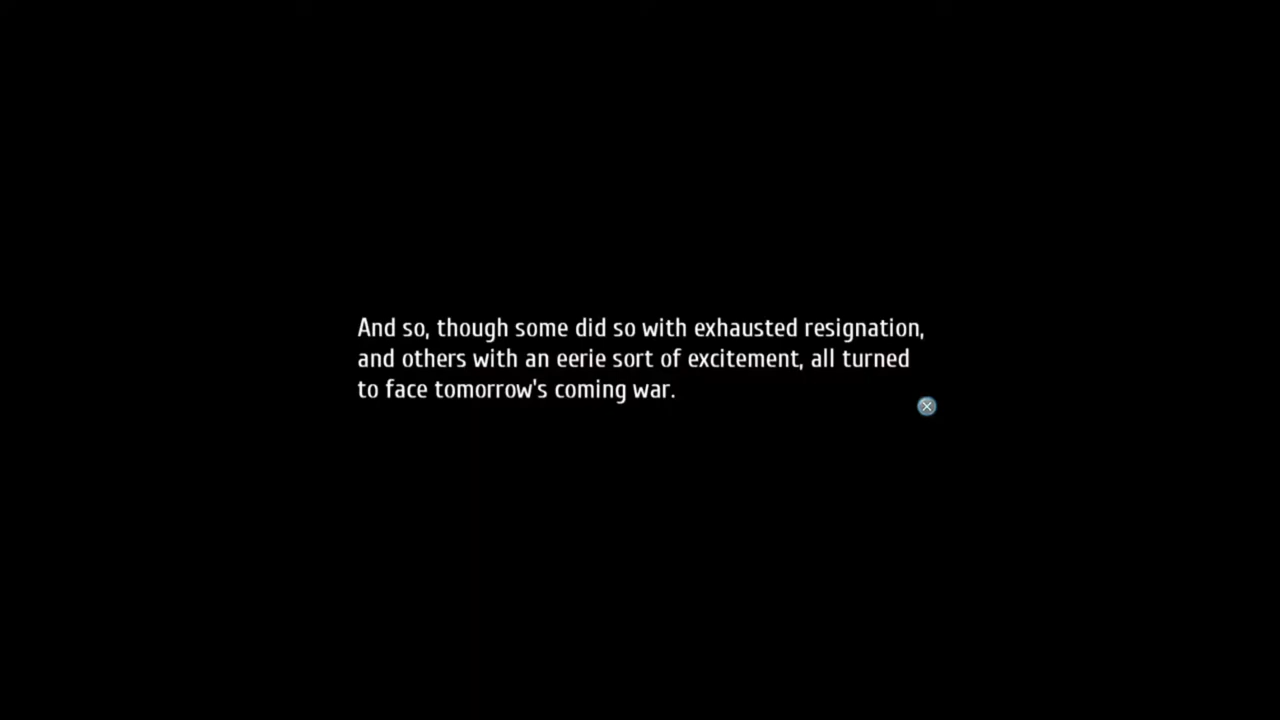 And so, though some did so with exhausted resignation,
and others with an eerie sort of excitement, all turned
to face tomorrow's coming war.